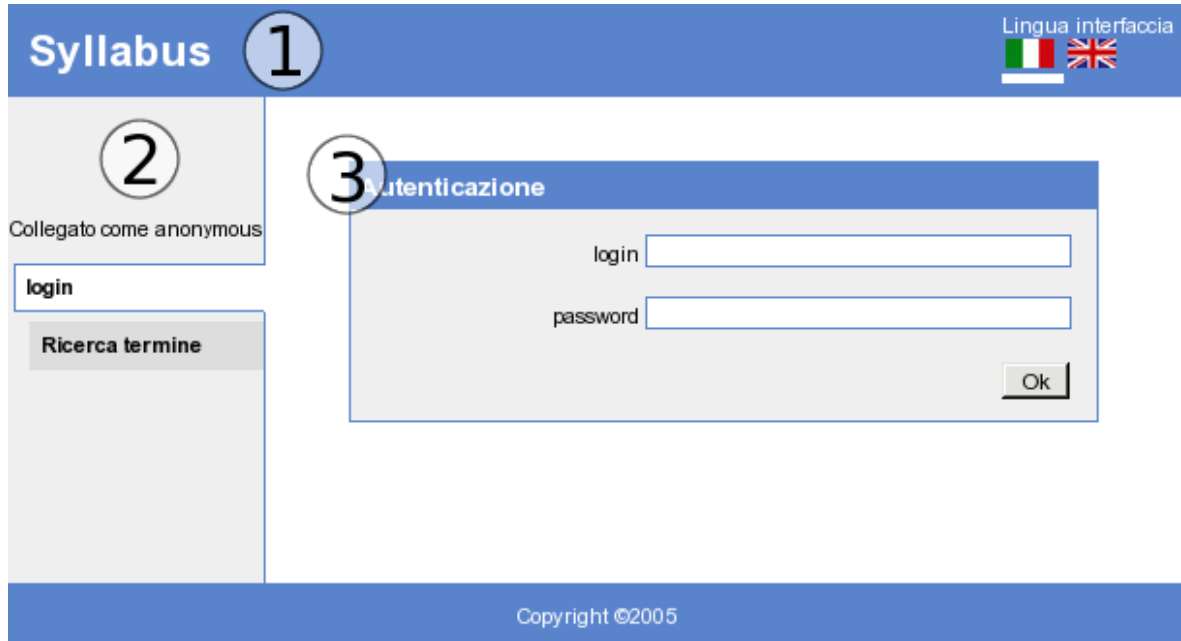 Syllabus
1
Lingua interfaccia
2
Collegato come anonymous
login
Ricerca termine
3
Autenticazione
login
password
Ok
Copyright ©2005